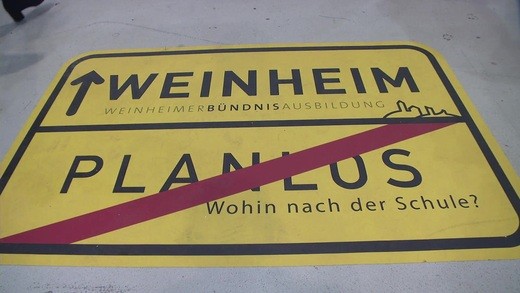 WEINHEIM
WEINHEIMERBÜNDNISAUSBILDUNG
PLANLOS
Wohin nach der Schule?